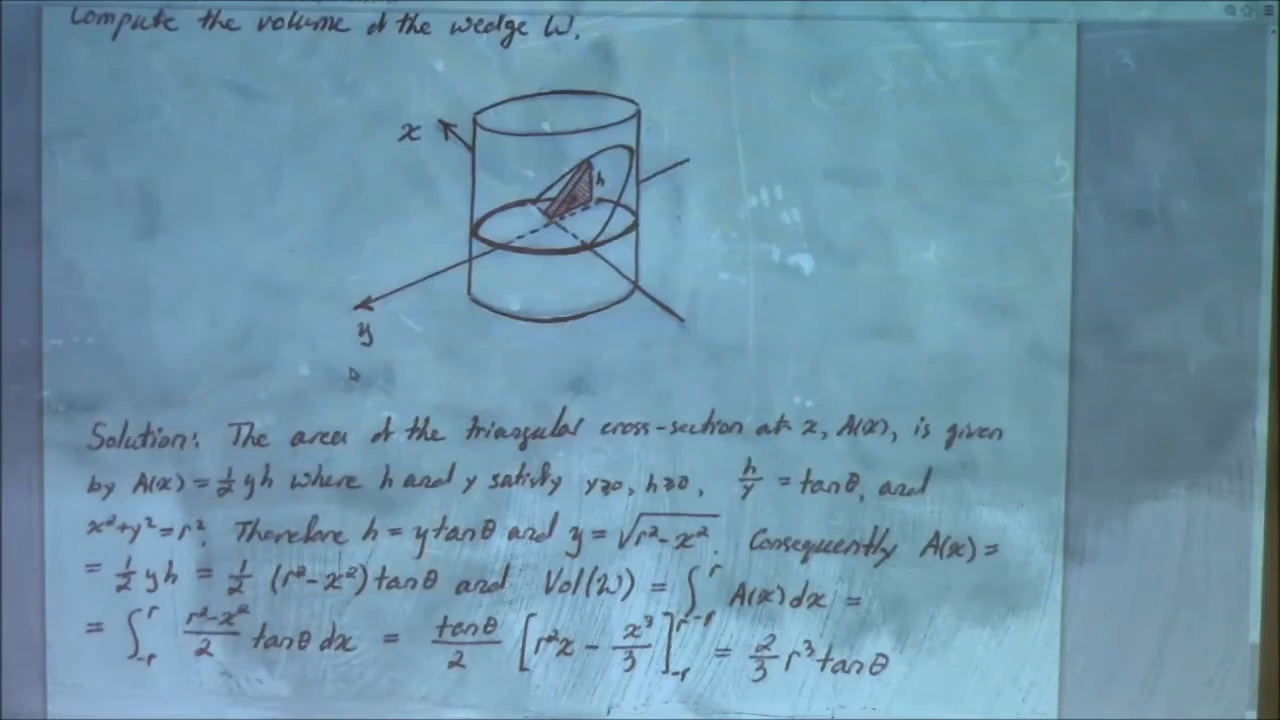 Compute the volume of the wedge W.
x
h
y
Solution: The area of the triangular cross-section at x, A(x), is given
by A(x) = 1/2 yh where h and y satisfy y≥0, h≥0, h/y = tanθ, and
x²+y²=r². Therefore h = y tanθ and y = √(r²-x²). Consequently A(x) =
= 1/2 yh = 1/2 (r²-x²) tanθ and Vol(W) = ∫_{-r}^{r} A(x) dx =
= ∫_{-r}^{r} (r²-x²)/2 tanθ dx = tanθ/2 [r²x - x³/3]_{-r}^{r} = 2/3 r³ tanθ